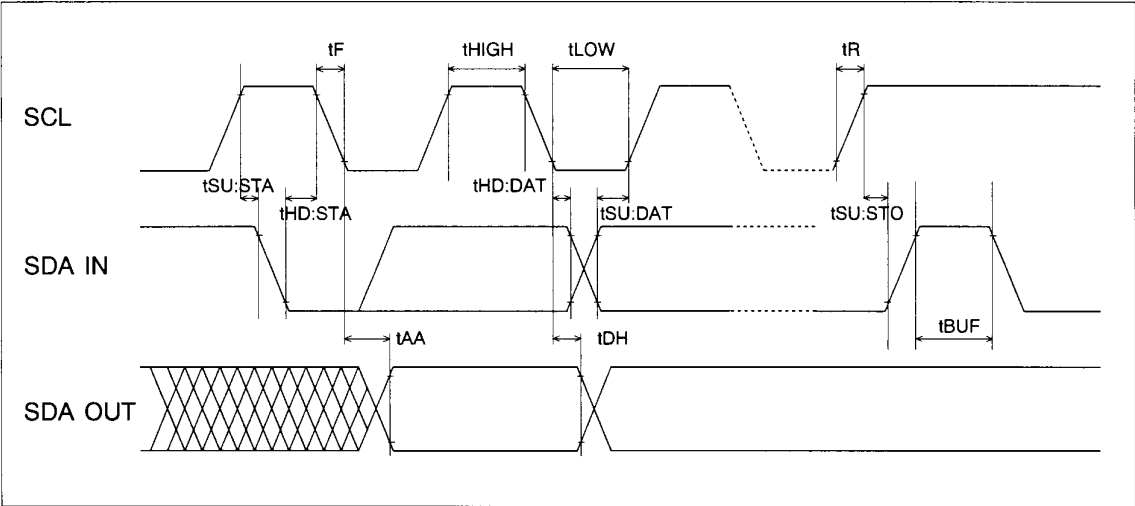 tF tHIGH tLOW tR
SCL
tSU:STA tHD:DAT
tHD:STA tSU:DAT tSU:STO
SDA IN
tAA tDH tBUF
SDA OUT